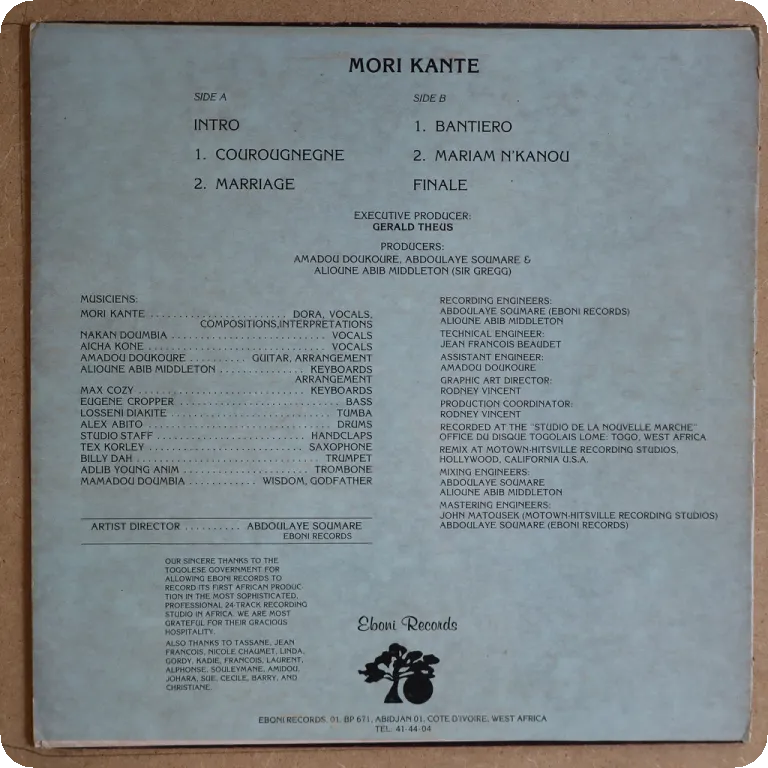 MORI KANTE
SIDE A
INTRO
1. COUROUGNEGNE
2. MARRIAGE
SIDE B
1. BANTIERO
2. MARIAM N'KANOU
FINALE
EXECUTIVE PRODUCER:
GERALD THEUS
PRODUCERS:
AMADOU DOUKOURE, ABDOULAYE SOUMARE &
ALIOUNE ABIB MIDDLETON (SIR GREGG)
MUSICIENS:
MORI KANTE ...................... DORA, VOCALS,
COMPOSITIONS,INTERPRETATIONS
NAKAN DOUMBIA ........................... VOCALS
AICHA KONE ............................... VOCALS
AMADOU DOUKOURE .......... GUITAR, ARRANGEMENT
ALIOUNE ABIB MIDDLETON .............. KEYBOARDS
ARRANGEMENT
MAX COZY ............................ KEYBOARDS
EUGENE CROPPER ............................ BASS
LOSSENI DIAKITE ........................... TUMBA
ALEX ABITO ............................... DRUMS
STUDIO STAFF ......................... HANDCLAPS
TEX KORLEY .......................... SAXOPHONE
BILLY DAH ............................. TRUMPET
ADLIB YOUNG ANIM ..................... TROMBONE
MAMADOU DOUMBIA ............ WISDOM, GODFATHER
ARTIST DIRECTOR .......... ABDOULAYE SOUMARE
EBONI RECORDS
OUR SINCERE THANKS TO THE
TOGOLESE GOVERNMENT FOR
ALLOWING EBONI RECORDS TO
RECORD ITS FIRST AFRICAN PRODUC-
TION IN THE MOST SOPHISTICATED,
PROFESSIONAL 24-TRACK RECORDING
STUDIO IN AFRICA. WE ARE MOST
GRATEFUL FOR THEIR GRACIOUS
HOSPITALITY.
ALSO THANKS TO TASSANE, JEAN
FRANCOIS, NICOLE CHAUMET, LINDA,
GORDY, KADIE, FRANCOIS, LAURENT,
ALPHONSE, SOULEYMANE, AMIDOU,
JOHARA, SUE, CECILE, BARRY, AND
CHRISTIANE.
RECORDING ENGINEERS:
ABDOULAYE SOUMARE (EBONI RECORDS)
ALIOUNE ABIB MIDDLETON
TECHNICAL ENGINEER:
JEAN FRANCOIS BEAUDET
ASSISTANT ENGINEER:
AMADOU DOUKOURE
GRAPHIC ART DIRECTOR:
RODNEY VINCENT
PRODUCTION COORDINATOR:
RODNEY VINCENT
RECORDED AT THE "STUDIO DE LA NOUVELLE MARCHE"
OFFICE DU DISQUE TOGOLAIS LOME: TOGO, WEST AFRICA
REMIX AT MOTOWN-HITSVILLE RECORDING STUDIOS,
HOLLYWOOD, CALIFORNIA U.S.A.
MIXING ENGINEERS:
ABDOULAYE SOUMARE
ALIOUNE ABIB MIDDLETON
MASTERING ENGINEERS:
JOHN MATOUSEK (MOTOWN-HITSVILLE RECORDING STUDIOS)
ABDOULAYE SOUMARE (EBONI RECORDS)
Eboni Records
EBONI RECORDS, 01, BP 671, ABIDJAN 01, COTE D'IVOIRE, WEST AFRICA
TEL. 41-44-04